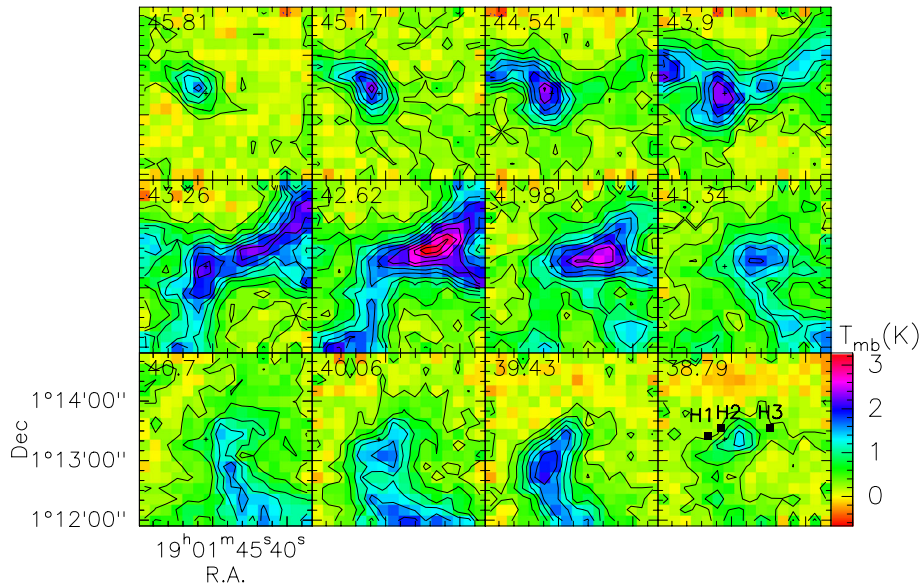 45.81 45.17 44.54 43.9
43.26 42.62 41.98 41.34
T_mb(K)
40.7 40.06 39.43 38.79
3
2
1
0
H1 H2 H3
1°14'00''
1°13'00''
1°12'00''
Dec
19h01m45s40s
R.A.